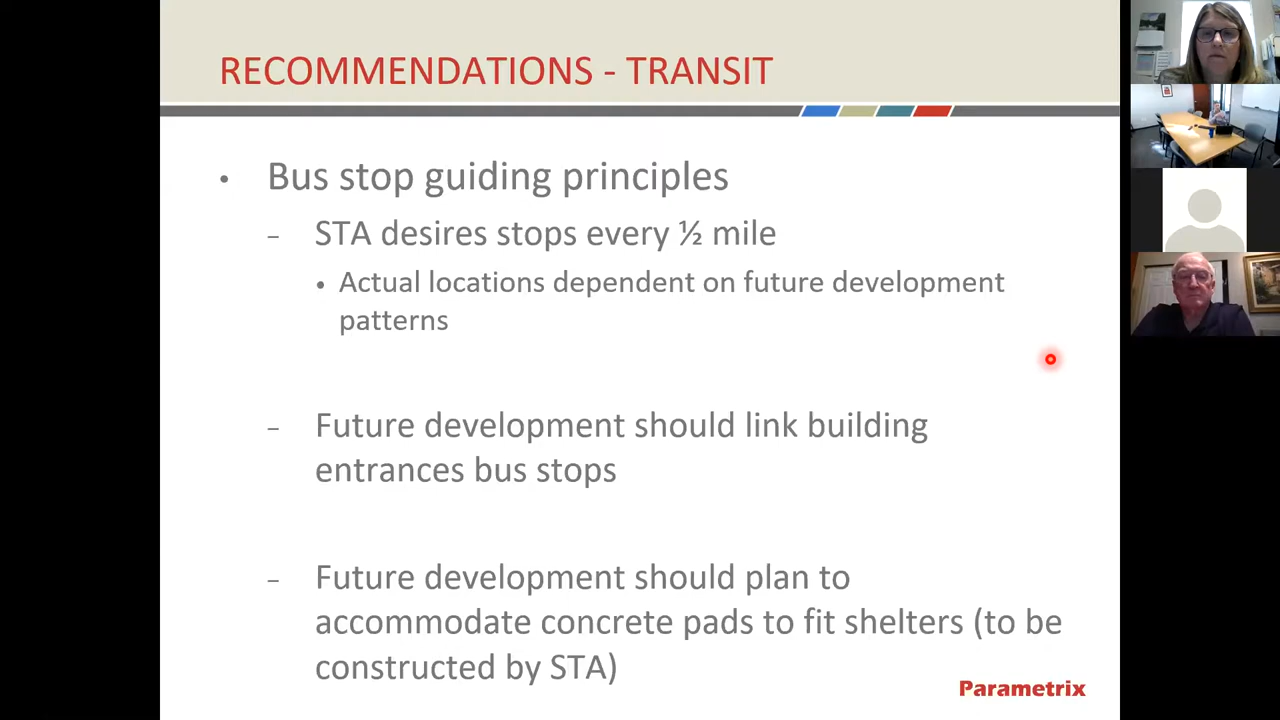 RECOMMENDATIONS - TRANSIT
• Bus stop guiding principles
– STA desires stops every ½ mile
• Actual locations dependent on future development
patterns
– Future development should link building
entrances bus stops
– Future development should plan to
accommodate concrete pads to fit shelters (to be
constructed by STA)
Parametrix